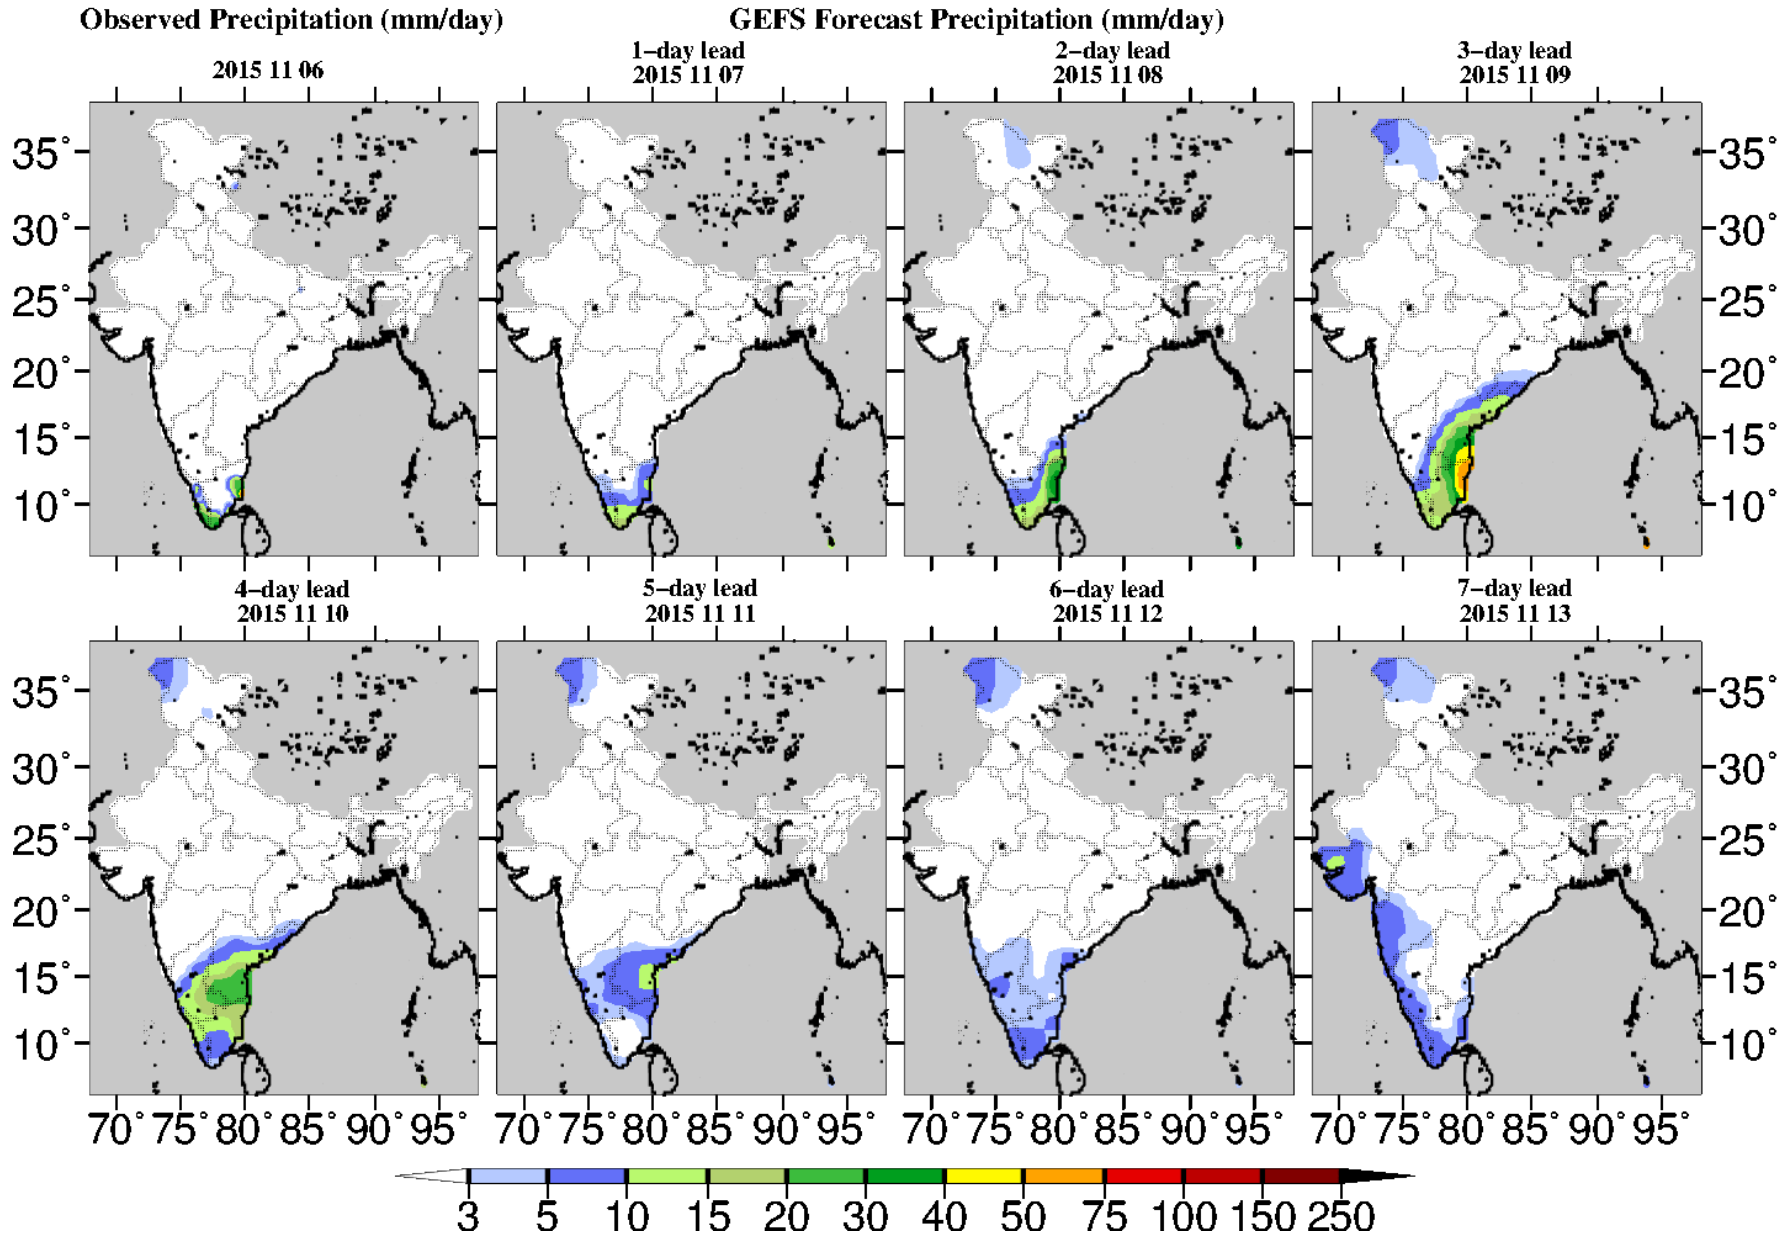 Observed Precipitation (mm/day) GEFS Forecast Precipitation (mm/day)
2015 11 06
1−day lead
2015 11 07
2−day lead
2015 11 08
3−day lead
2015 11 09
35° 35°
30° 30°
25° 25°
20° 20°
15° 15°
10° 10°
4−day lead
2015 11 10
5−day lead
2015 11 11
6−day lead
2015 11 12
7−day lead
2015 11 13
35° 35°
30° 30°
25° 25°
20° 20°
15° 15°
10° 10°
70° 75° 80° 85° 90° 95° 70° 75° 80° 85° 90° 95° 70° 75° 80° 85° 90° 95° 70° 75° 80° 85° 90° 95°
3 5 10 15 20 30 40 50 75 100 150 250